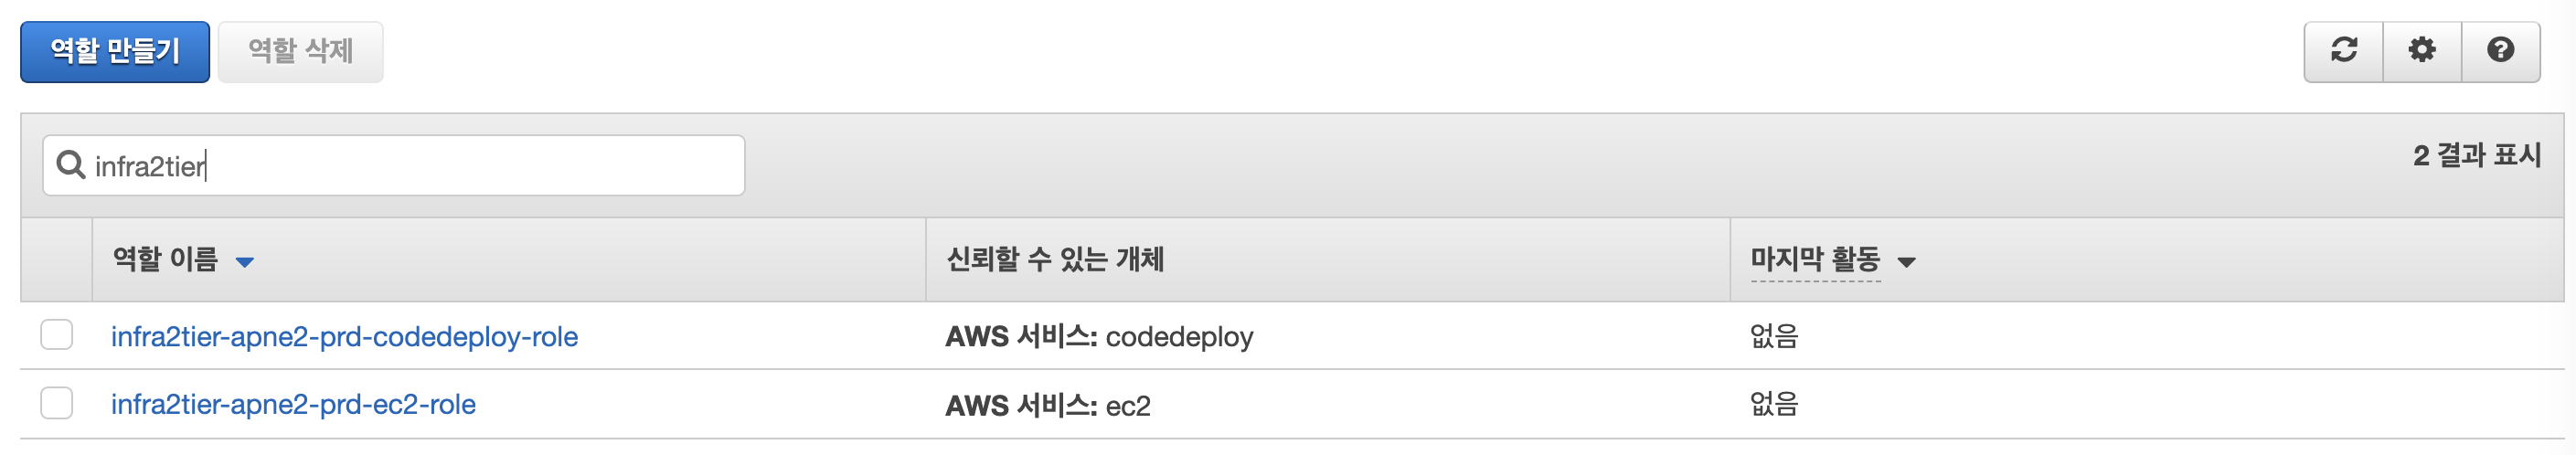 역할 만들기 역할 삭제
infra2tier
2 결과 표시
역할 이름 신뢰할 수 있는 개체 마지막 활동
infra2tier-apne2-prd-codedeploy-role AWS 서비스: codedeploy 없음
infra2tier-apne2-prd-ec2-role AWS 서비스: ec2 없음